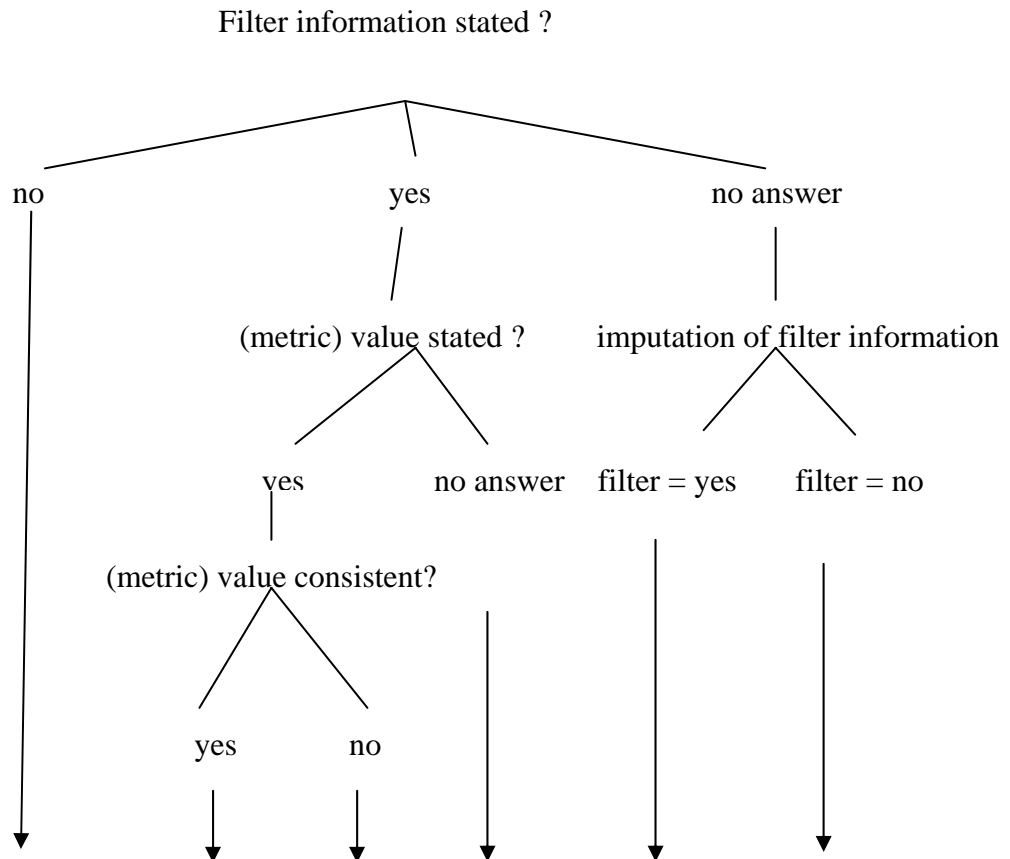 Filter information stated ?
no
yes
no answer
(metric) value stated ?
imputation of filter information
yes
no answer
filter = yes
filter = no
(metric) value consistent?
yes
no